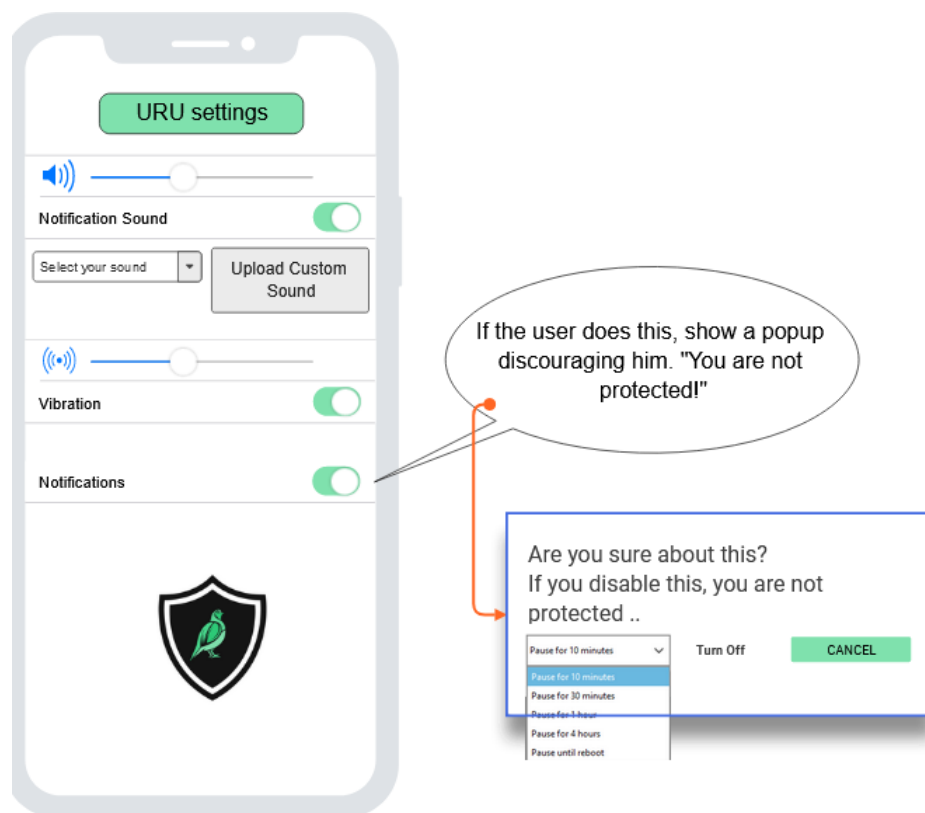 URU settings
Notification Sound
Select your sound
Upload Custom
Sound
Vibration
Notifications
If the user does this, show a popup
discouraging him. "You are not
protected!"
Are you sure about this?
If you disable this, you are not
protected ..
Pause for 10 minutes
Turn Off
CANCEL
Pause for 10 minutes
Pause for 30 minutes
Pause for 1 hour
Pause for 4 hours
Pause until reboot